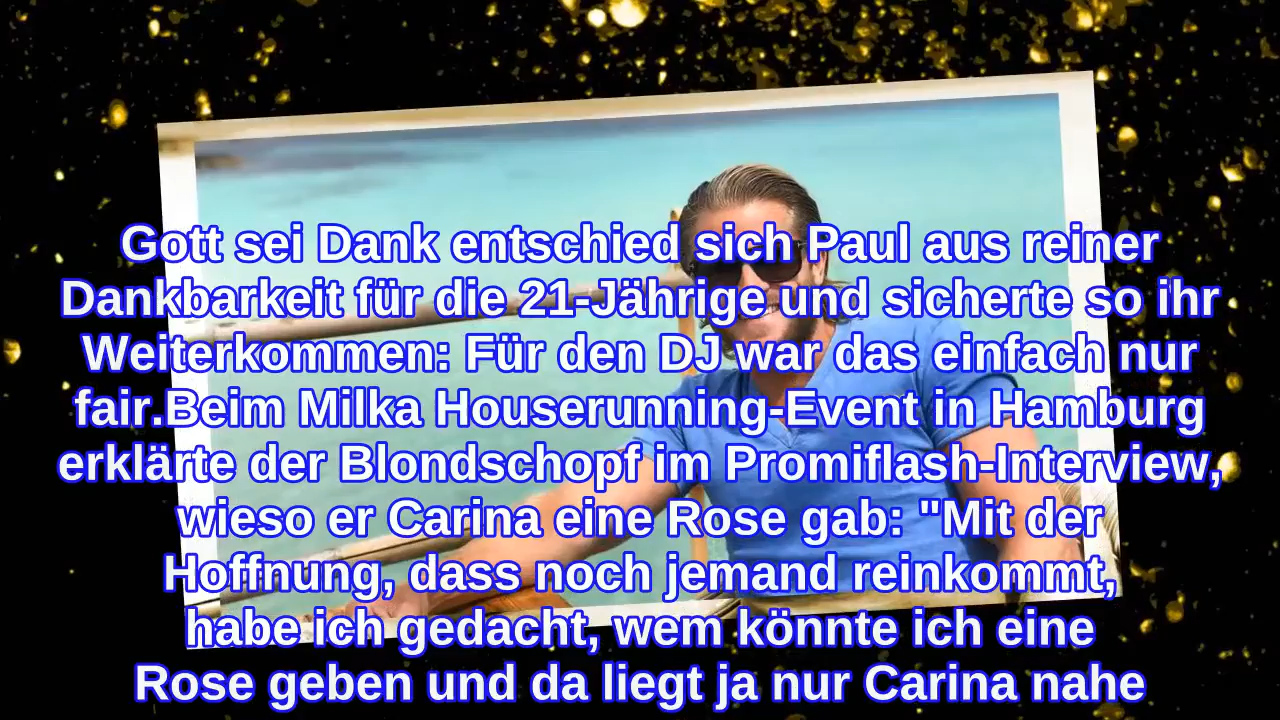 Gott sei Dank entschied sich Paul aus reiner
Dankbarkeit für die 21-Jährige und sicherte so ihr
Weiterkommen: Für den DJ war das einfach nur
fair.Beim Milka Houserunning-Event in Hamburg
erklärte der Blondschopf im Promiflash-Interview,
wieso er Carina eine Rose gab: "Mit der
Hoffnung, dass noch jemand reinkommt,
habe ich gedacht, wem könnte ich eine
Rose geben und da liegt ja nur Carina nahe